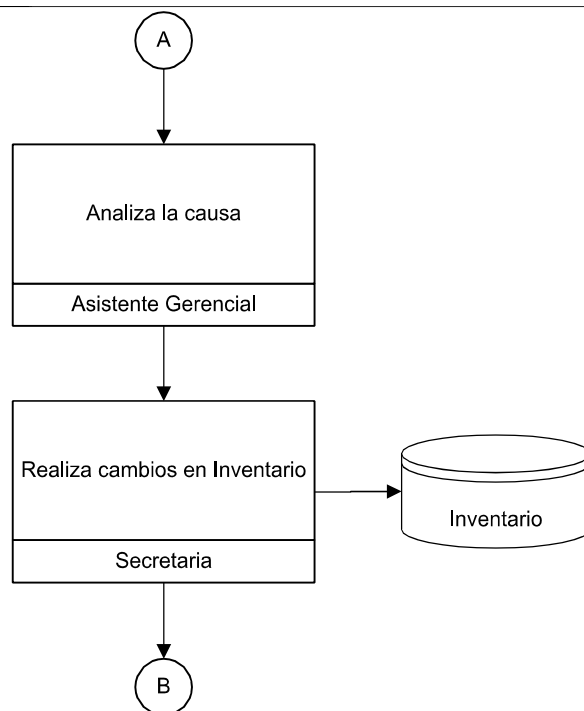 A
Analiza la causa
Asistente Gerencial
Realiza cambios en Inventario
Inventario
Secretaria
B